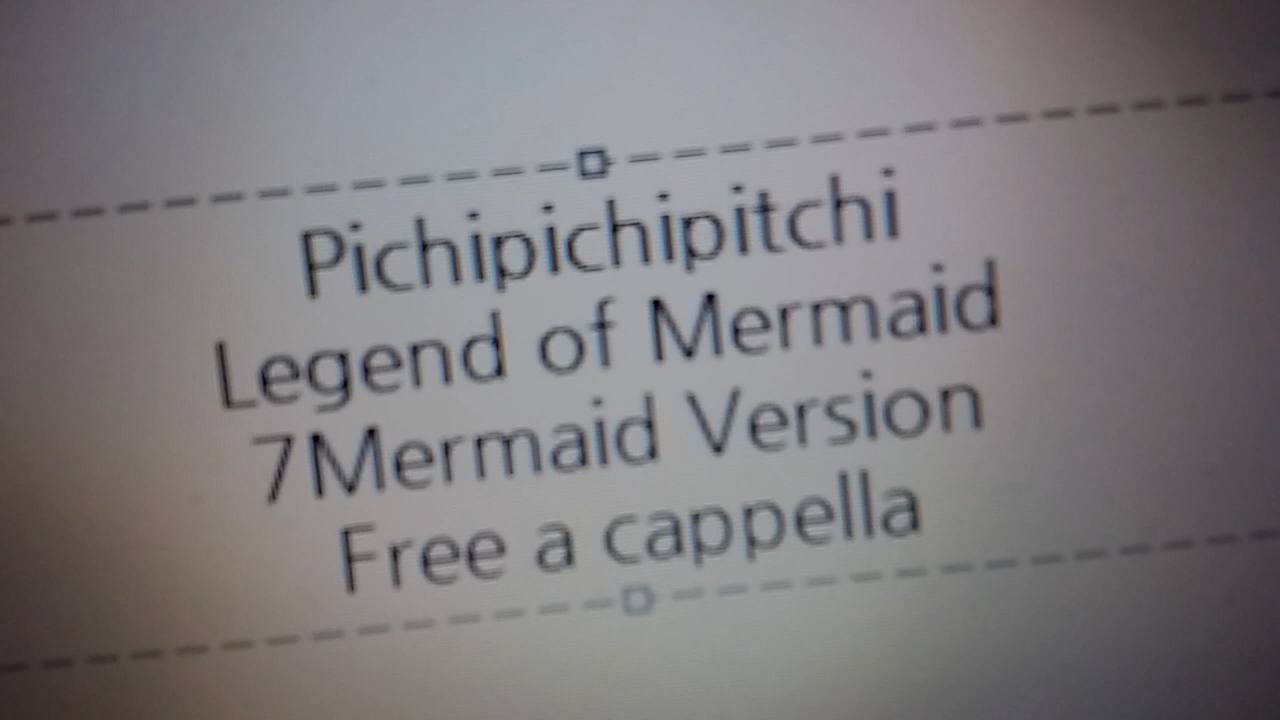 Pichipichipitchi
Legend of Mermaid
7Mermaid Version
Free a cappella